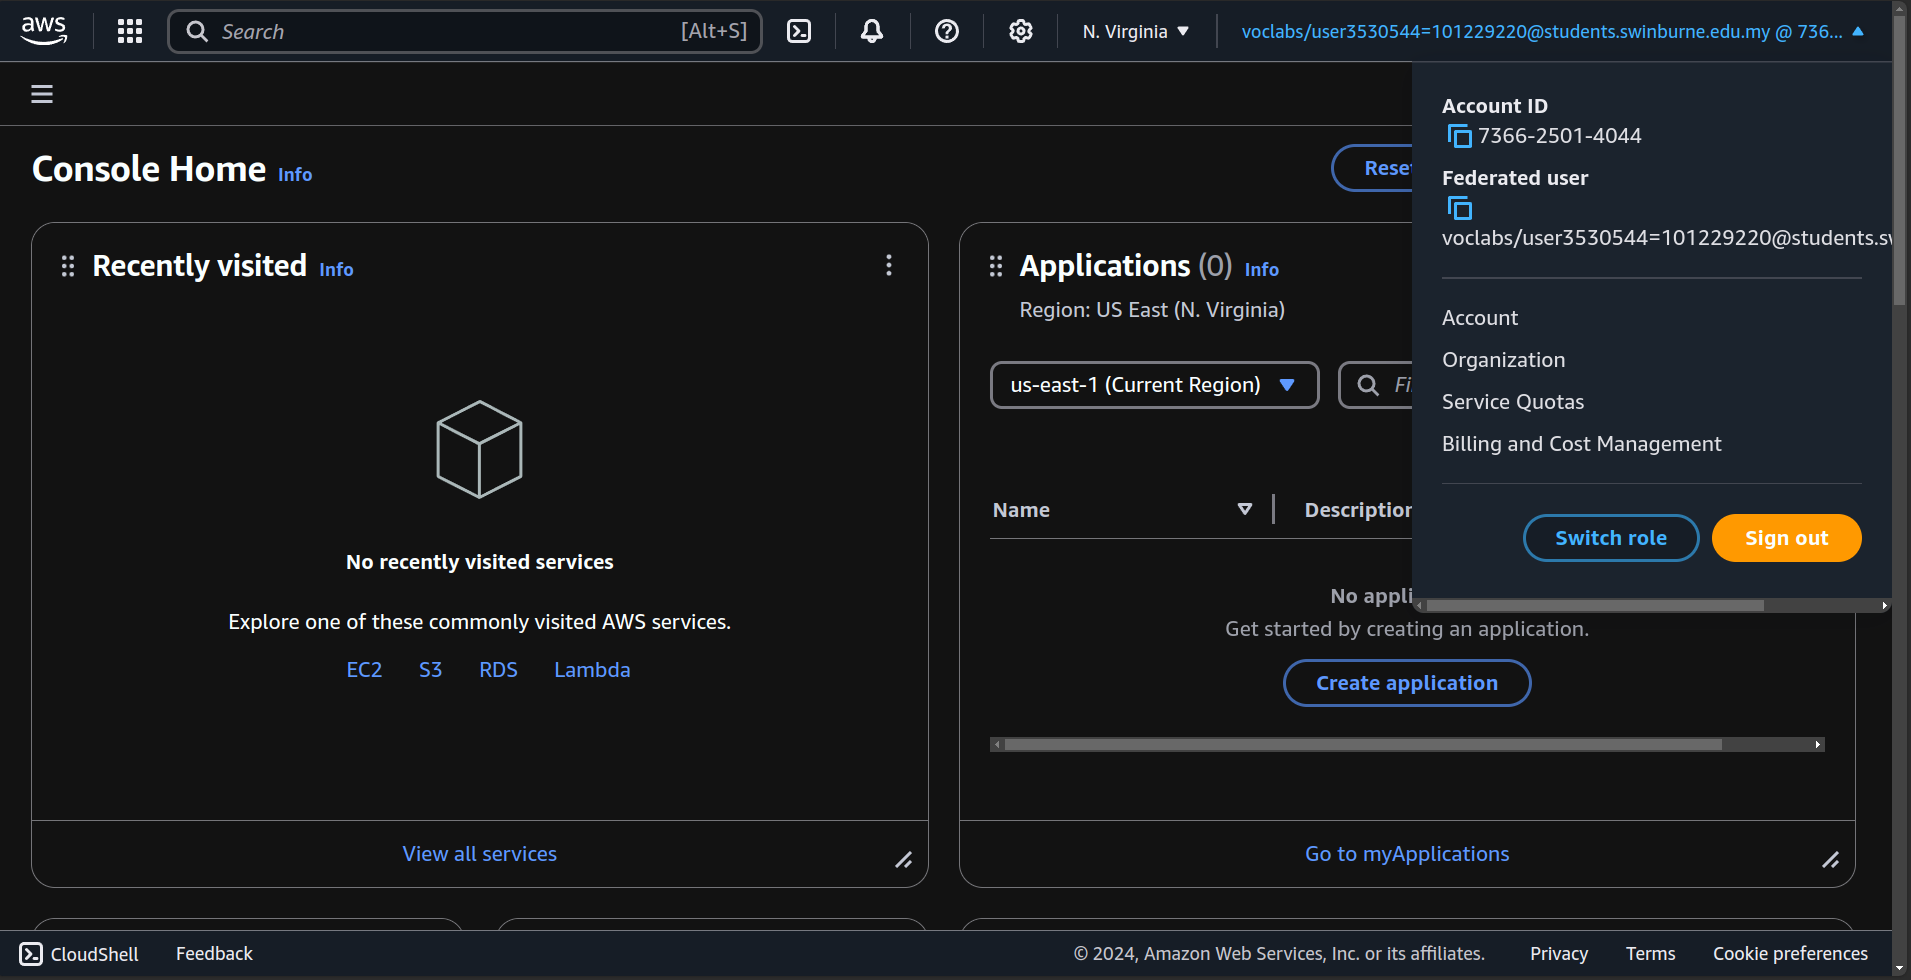 aws
Search [Alt+S]
N. Virginia
voclabs/user3530544=101229220@students.swinburne.edu.my @ 736...
Account ID
7366-2501-4044
Federated user
voclabs/user3530544=101229220@students.sw
Account
Organization
Service Quotas
Billing and Cost Management
Switch role
Sign out
Console Home Info
Reset
Recently visited Info
No recently visited services
Explore one of these commonly visited AWS services.
EC2 S3 RDS Lambda
View all services
Applications (0) Info
Region: US East (N. Virginia)
us-east-1 (Current Region)
Fi
Name
Description
No appli
Get started by creating an application.
Create application
Go to myApplications
CloudShell Feedback
© 2024, Amazon Web Services, Inc. or its affiliates. Privacy Terms Cookie preferences